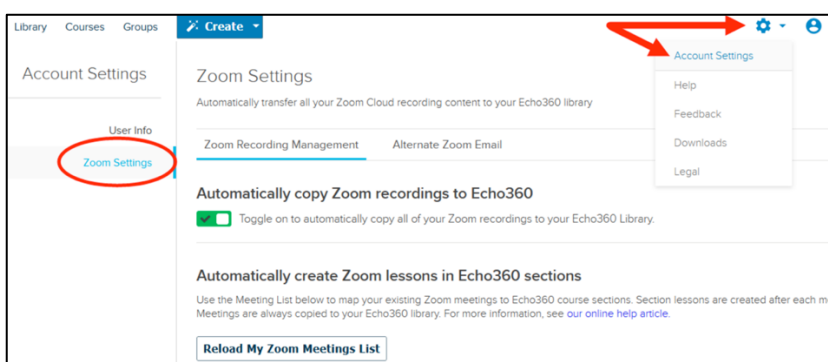 Library Courses Groups Create
Account Settings
User Info
Zoom Settings
Zoom Settings
Automatically transfer all your Zoom Cloud recording content to your Echo360 library
Zoom Recording Management Alternate Zoom Email
Account Settings
Help
Feedback
Downloads
Legal
Automatically copy Zoom recordings to Echo360
Toggle on to automatically copy all of your Zoom recordings to your Echo360 Library.
Automatically create Zoom lessons in Echo360 sections
Use the Meeting List below to map your existing Zoom meetings to Echo360 course sections. Section lessons are created after each m
Meetings are always copied to your Echo360 library. For more information, see our online help article.
Reload My Zoom Meetings List